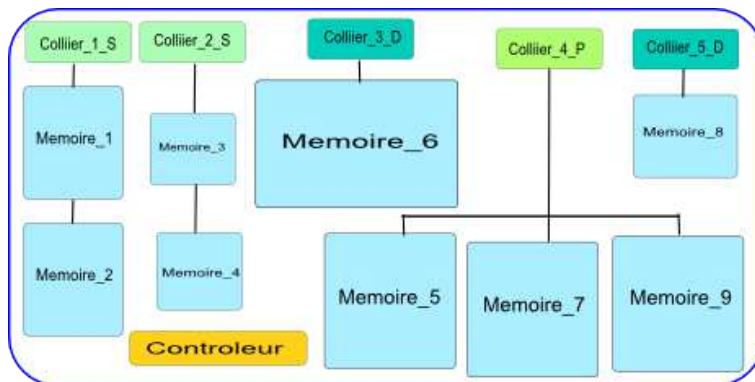 Colliier_1_S
Colliier_2_S
Colliier_3_D
Colliier_4_P
Colliier_5_D
Memoire_1
Memoire_3
Memoire_6
Memoire_8
Memoire_2
Memoire_4
Memoire_5
Memoire_7
Memoire_9
Controleur